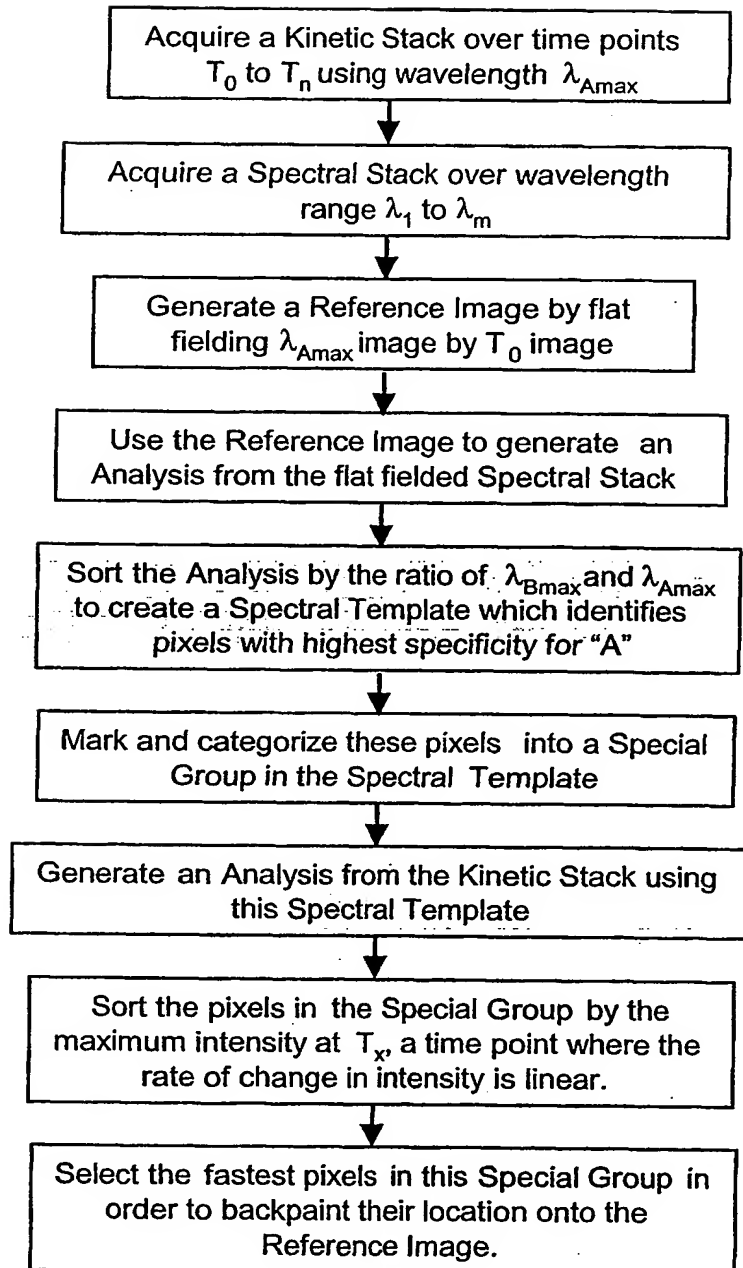 Acquire a Kinetic Stack over time points
T₀ to Tₙ using wavelength λ_Amax
Acquire a Spectral Stack over wavelength
range λ₁ to λₘ
Generate a Reference Image by flat
fielding λ_Amax image by T₀ image
Use the Reference Image to generate an
Analysis from the flat fielded Spectral Stack
Sort the Analysis by the ratio of λ_Bmax and λ_Amax
to create a Spectral Template which identifies
pixels with highest specificity for “A”
Mark and categorize these pixels into a Special
Group in the Spectral Template
Generate an Analysis from the Kinetic Stack using
this Spectral Template
Sort the pixels in the Special Group by the
maximum intensity at Tₓ, a time point where the
rate of change in intensity is linear.
Select the fastest pixels in this Special Group in
order to backpaint their location onto the
Reference Image.